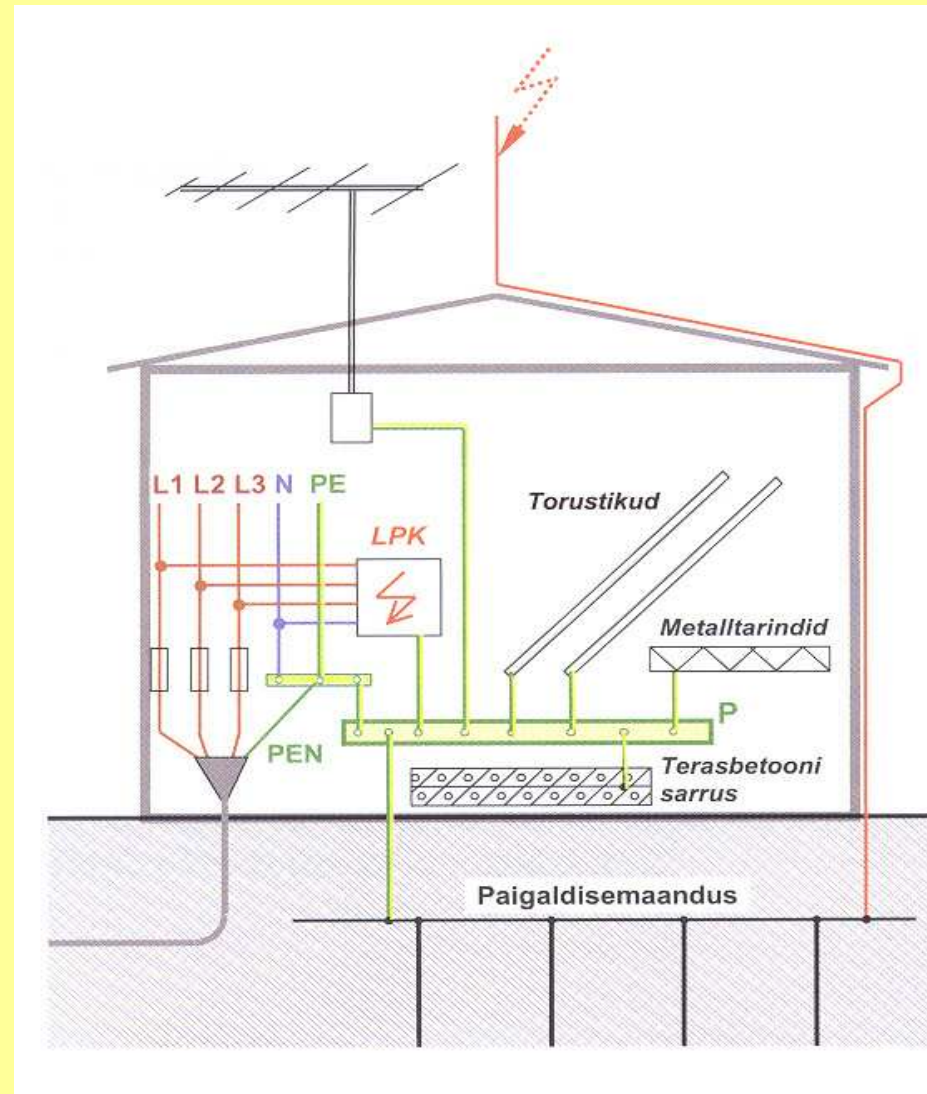 L1 L2 L3 N PE
LPK
Torustikud
Metalltarindid
P
PEN
Terasbetooni
sarrus
Paigaldisemaandus